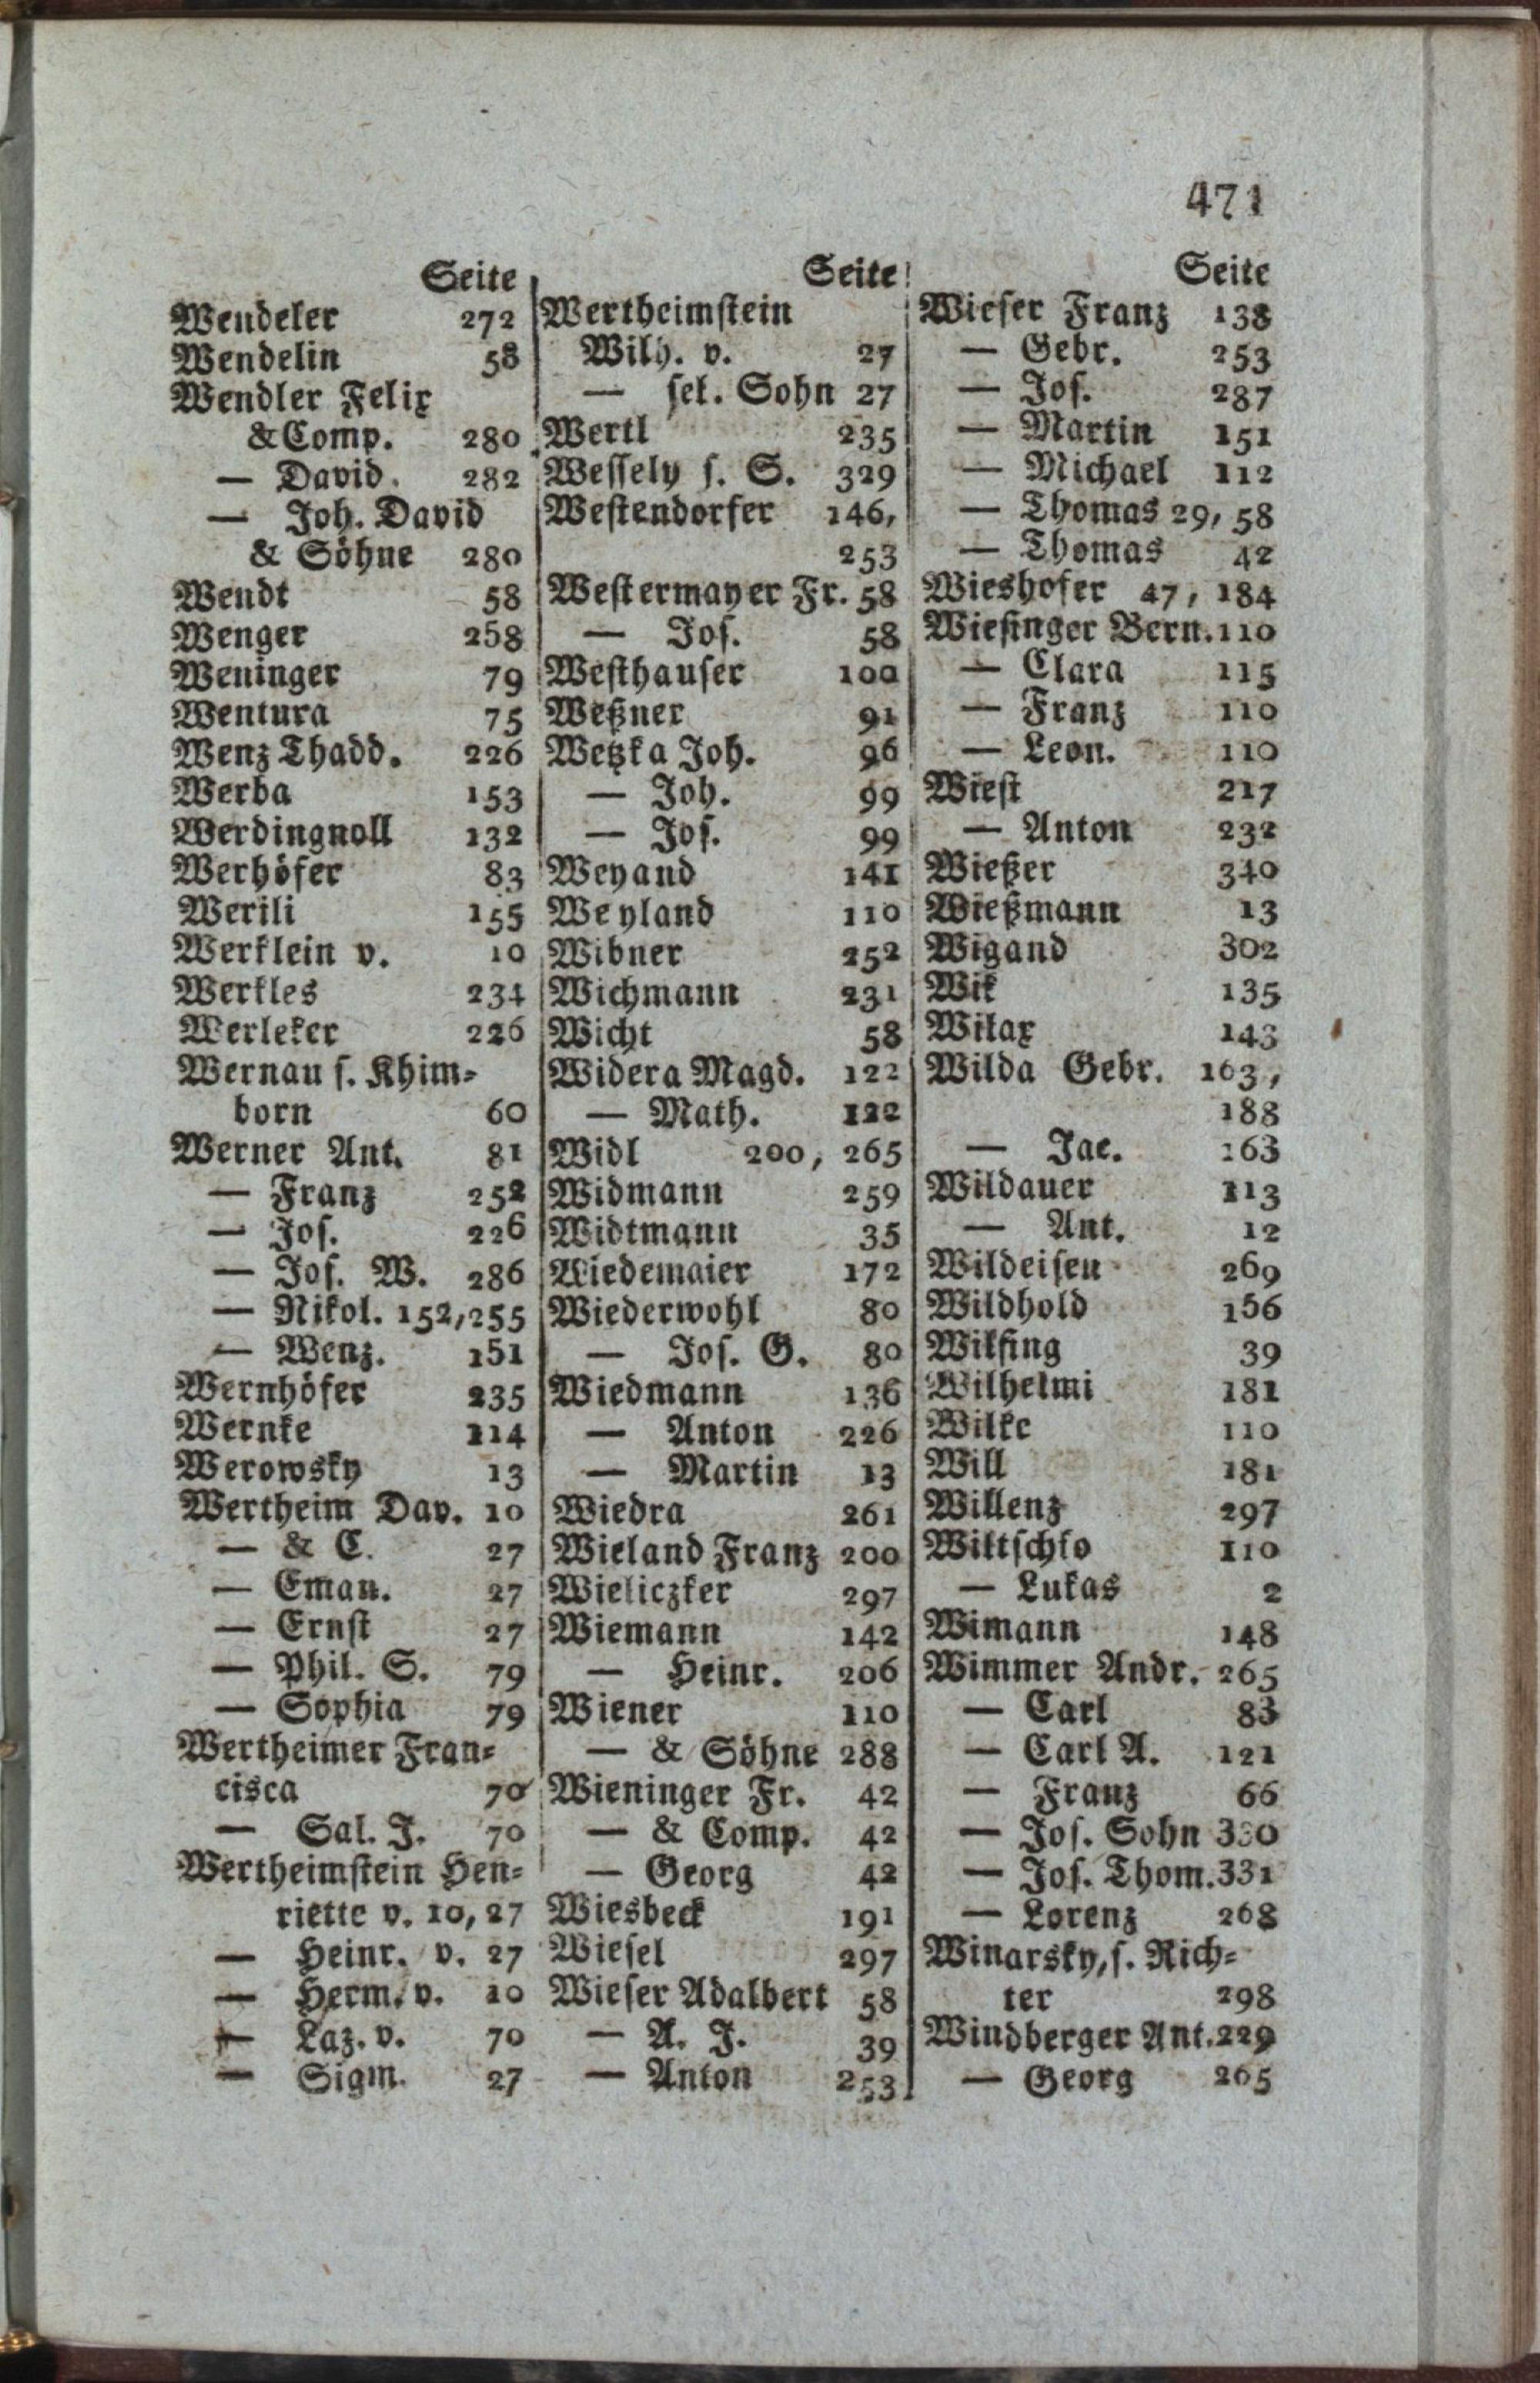 471
Seite
Wendeler 272
Wendelin 58
Wendler Felix
& Comp. 280
— David. 282
— Joh. David
& Söhne 280
Wendt 58
Wenger 258
Weninger 79
Wentura 75
Wenz Thadd. 226
Werba 153
Werdingnoll 132
Werhöfer 83
Werili 155
Werklein v. 10
Werkles 234
Werleker 226
Wernau s. Khim-
born 60
Werner Ant. 81
— Franz 252
— Jos. 226
— Jos. W. 286
— Nikol. 152, 255
— Wenz. 151
Wernhöfer 235
Wernke 114
Werowsky 13
Wertheim Dav. 10
— & C. 27
— Eman. 27
— Ernst 27
— Phil. S. 79
— Sophia 79
Wertheimer Fran-
cisca 70
— Sal. J. 70
Wertheimstein Hen-
riette v. 10, 27
— Heinr. v. 27
— Herm. v. 10
— Laz. v. 70
— Sigm. 27
Seite
Wertheimstein
Wilh. v. 27
— sel. Sohn 27
Wertl 235
Wessely s. S. 329
Westendorfer 146,
253
Westermayer Fr. 58
— Jos. 58
Westhauser 100
Weßner 91
Wetzka Joh. 96
— Joh. 99
— Jos. 99
Weyand 141
Weyland 110
Wibner 252
Wichmann 231
Wicht 58
Widera Magd. 122
— Math. 122
Widl 200, 265
Widmann 259
Widtmann 35
Wiedemaier 172
Wiederwohl 80
— Jos. G. 80
Wiedmann 136
— Anton 226
— Martin 13
Wiedra 261
Wieland Franz 200
Wieliczker 297
Wiemann 142
— Heinr. 206
Wiener 110
— & Söhne 288
Wieninger Fr. 42
— & Comp. 42
— Georg 42
Wiesbeck 191
Wiesel 297
Wieser Adalbert 58
— A. J. 39
— Anton 253
Seite
Wieser Franz 138
— Gebr. 253
— Jos. 287
— Martin 151
— Michael 112
— Thomas 29, 58
— Thomas 42
Wieshofer 47, 184
Wiesinger Bern. 110
— Clara 115
— Franz 110
— Leon. 110
Wiest 217
— Anton 232
Wießer 340
Wießmann 13
Wigand 302
Wik 135
Wilax 143
Wilda Gebr. 163,
188
— Jac. 163
Wildauer 113
— Ant. 12
Wildeisen 269
Wildhold 156
Wilfing 39
Wilhelmi 181
Wilke 110
Will 181
Willenz 297
Wiltschko 110
— Lukas 2
Wimann 148
Wimmer Andr. 265
— Carl 83
— Carl A. 121
— Franz 66
— Jos. Sohn 330
— Jos. Thom. 331
— Lorenz 268
Winarsky, s. Rich-
ter 298
Windberger Ant. 229
— Georg 265